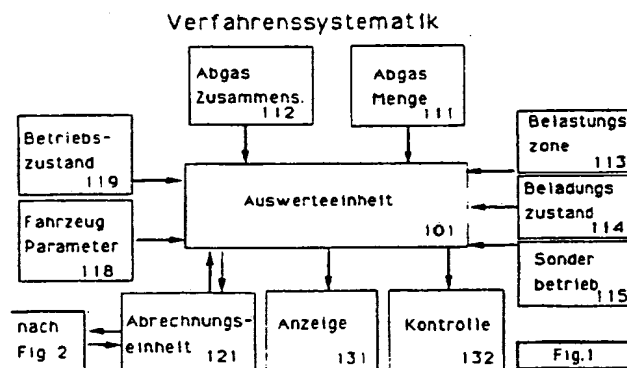 Verfahrenssystematik
Abgas
Zusammens.
112
Abgas
Menge
111
Betriebs-
zustand
119
Belastungs
zone
113
Auswerteeinheit
101
Beladungs
zustand
114
Fahrzeug
Parameter
118
Sonder
betrieb
115
nach
Fig 2
Abrechnungs-
einheit
121
Anzeige
131
Kontrolle
132
Fig.1